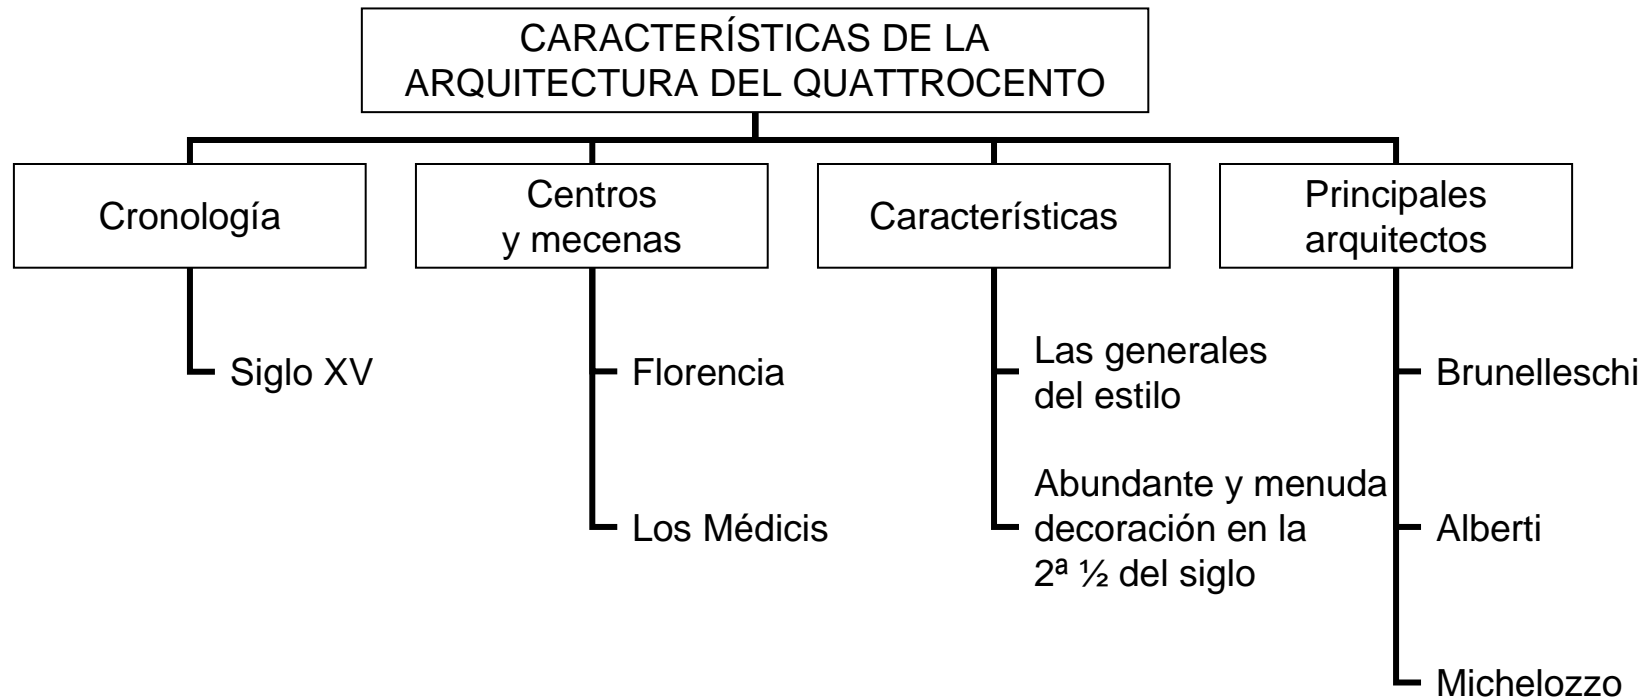 CARACTERÍSTICAS DE LA
ARQUITECTURA DEL QUATTROCENTO
Cronología
Siglo XV
Centros
y mecenas
Florencia
Los Médicis
Características
Las generales
del estilo
Abundante y menuda
decoración en la
2ª ½ del siglo
Principales
arquitectos
Brunelleschi
Alberti
Michelozzo